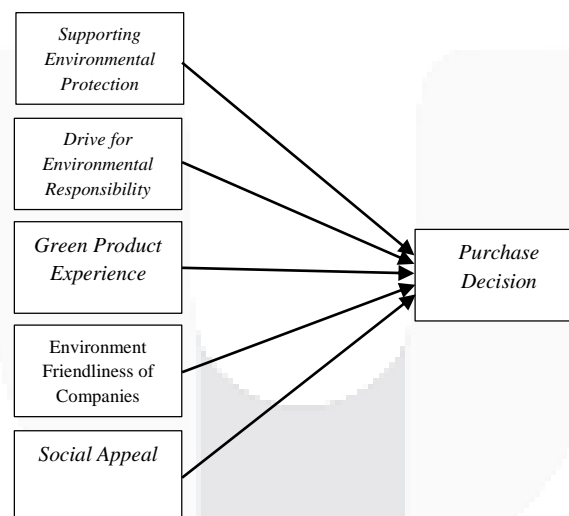 Supporting
Environmental
Protection
Drive for
Environmental
Responsibility
Green Product
Experience
Environment
Friendliness of
Companies
Social Appeal
Purchase
Decision